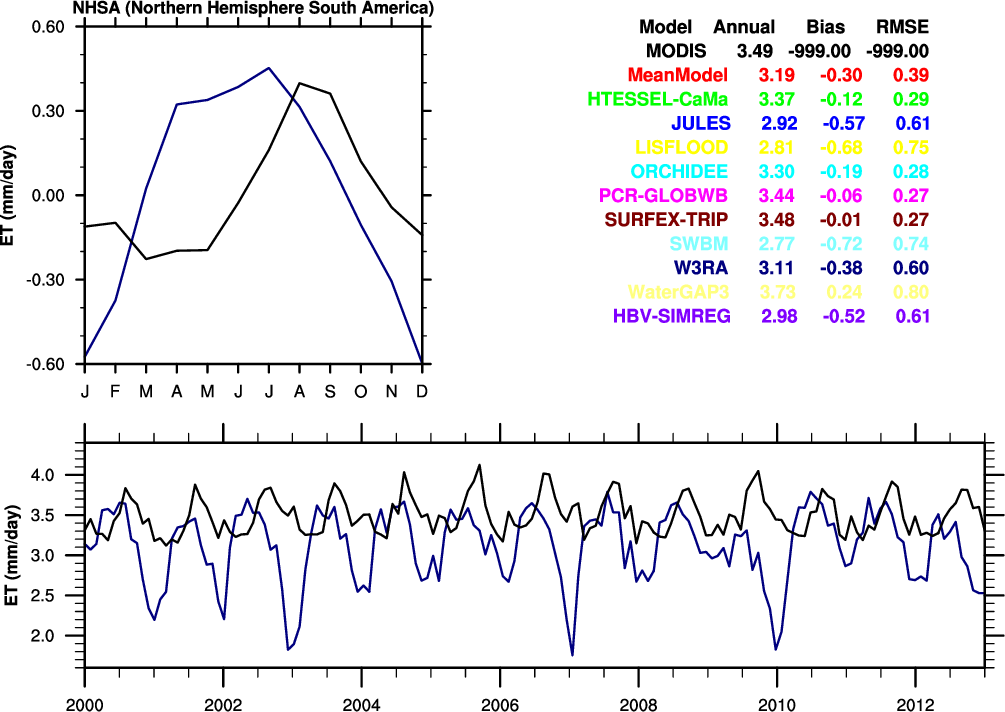 NHSA (Northern Hemisphere South America)
0.60
0.30
0.00
-0.30
-0.60
ET (mm/day)
J F M A M J J A S O N D
Model Annual Bias RMSE
MODIS 3.49 -999.00 -999.00
MeanModel 3.19 -0.30 0.39
HTESSEL-CaMa 3.37 -0.12 0.29
JULES 2.92 -0.57 0.61
LISFLOOD 2.81 -0.68 0.75
ORCHIDEE 3.30 -0.19 0.28
PCR-GLOBWB 3.44 -0.06 0.27
SURFEX-TRIP 3.48 -0.01 0.27
SWBM 2.77 -0.72 0.74
W3RA 3.11 -0.38 0.60
WaterGAP3 3.73 0.24 0.80
HBV-SIMREG 2.98 -0.52 0.61
4.0
3.5
3.0
2.5
2.0
ET (mm/day)
2000 2002 2004 2006 2008 2010 2012